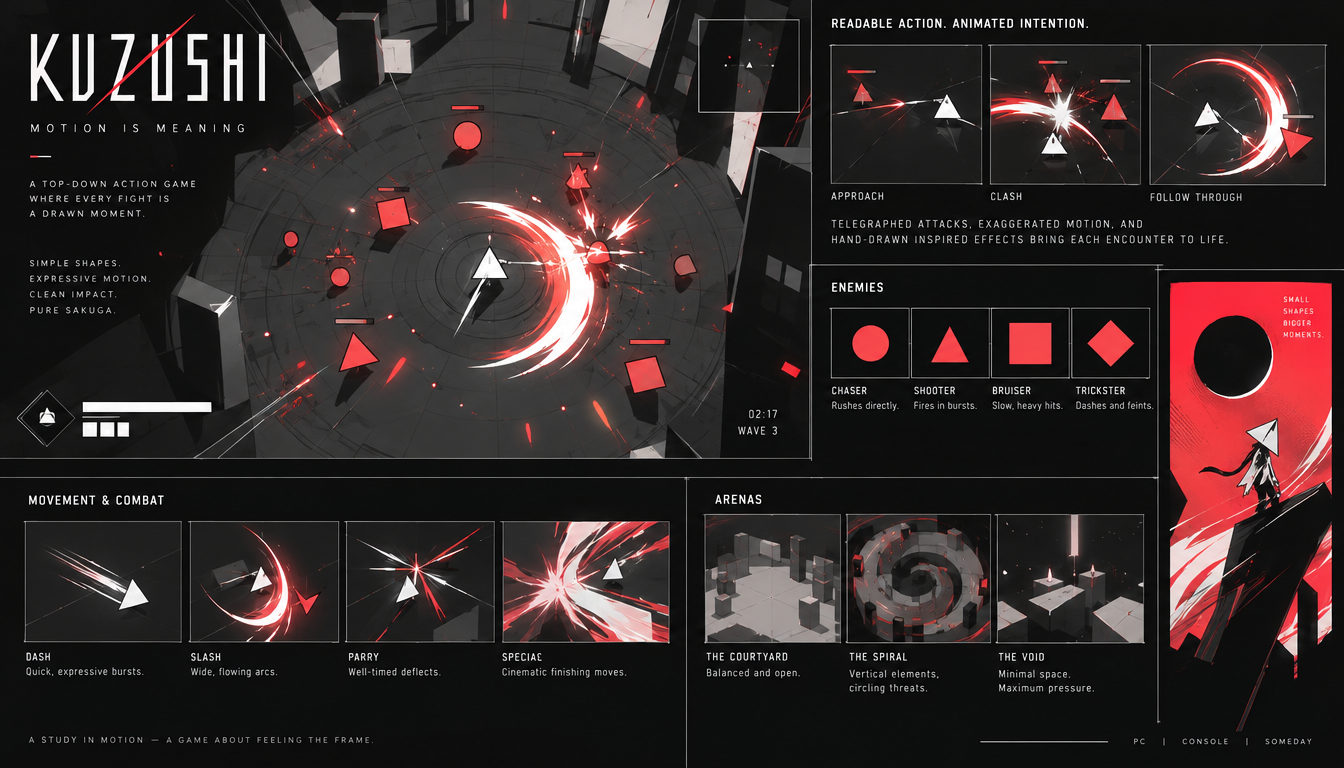 KUZUSHI
MOTION IS MEANING
A TOP-DOWN ACTION GAME
WHERE EVERY FIGHT IS
A DRAWN MOMENT.
SIMPLE SHAPES.
EXPRESSIVE MOTION.
CLEAN IMPACT.
PURE SAKUGA.
02:17
WAVE 3
READABLE ACTION. ANIMATED INTENTION.
APPROACH
CLASH
FOLLOW THROUGH
TELEGRAPHED ATTACKS, EXAGGERATED MOTION, AND
HAND-DRAWN INSPIRED EFFECTS BRING EACH ENCOUNTER TO LIFE.
ENEMIES
CHASER
Rushes directly.
SHOOTER
Fires in bursts.
BRUISER
Slow, heavy hits.
TRICKSTER
Dashes and feints.
SMALL
SHAPES
BIGGER
MOMENTS.
MOVEMENT & COMBAT
DASH
Quick, expressive bursts.
SLASH
Wide, flowing arcs.
PARRY
Well-timed deflects.
SPECIAL
Cinematic finishing moves.
ARENAS
THE COURTYARD
Balanced and open.
THE SPIRAL
Vertical elements,
circling threats.
THE VOID
Minimal space.
Maximum pressure.
A STUDY IN MOTION — A GAME ABOUT FEELING THE FRAME.
PC | CONSOLE | SOMEDAY